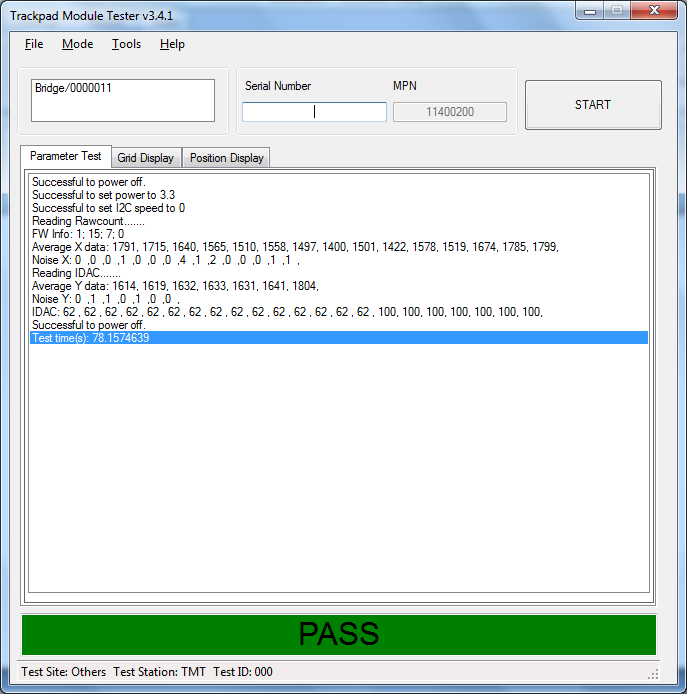 Trackpad Module Tester v3.4.1
File Mode Tools Help
Bridge/0000011
Serial Number
MPN
11400200
START
Parameter Test Grid Display Position Display
Successful to power off.
Successful to set power to 3.3
Successful to set I2C speed to 0
Reading Rawcount.......
FW Info: 1; 15; 7; 0
Average X data: 1791, 1715, 1640, 1565, 1510, 1558, 1497, 1400, 1501, 1422, 1578, 1519, 1674, 1785, 1799,
Noise X: 0 ,0 ,0 ,1 ,0 ,0 ,0 ,4 ,1 ,2 ,0 ,0 ,0 ,1 ,1 ,
Reading IDAC.......
Average Y data: 1614, 1619, 1632, 1633, 1631, 1641, 1804,
Noise Y: 0 ,1 ,1 ,0 ,1 ,0 ,0 ,
IDAC: 62 , 62 , 62 , 62 , 62 , 62 , 62 , 62 , 62 , 62 , 62 , 62 , 62 , 62 , 62 , 100, 100, 100, 100, 100, 100, 100,
Successful to power off.
Test time(s): 78.1574639
PASS
Test Site: Others Test Station: TMT Test ID: 000